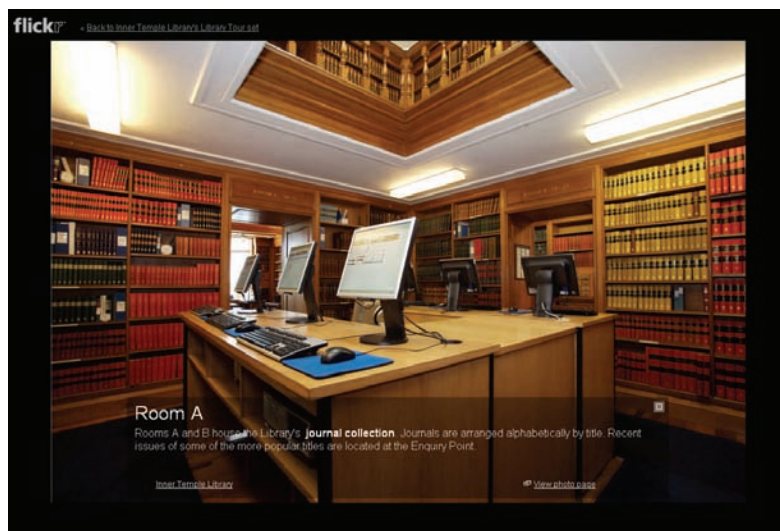 flickr « Back to Inner Temple Library's Library Tour set
Room A
Rooms A and B house the Library's journal collection. Journals are arranged alphabetically by title. Recent
issues of some of the more popular titles are located at the Enquiry Point.
Inner Temple Library View photo page